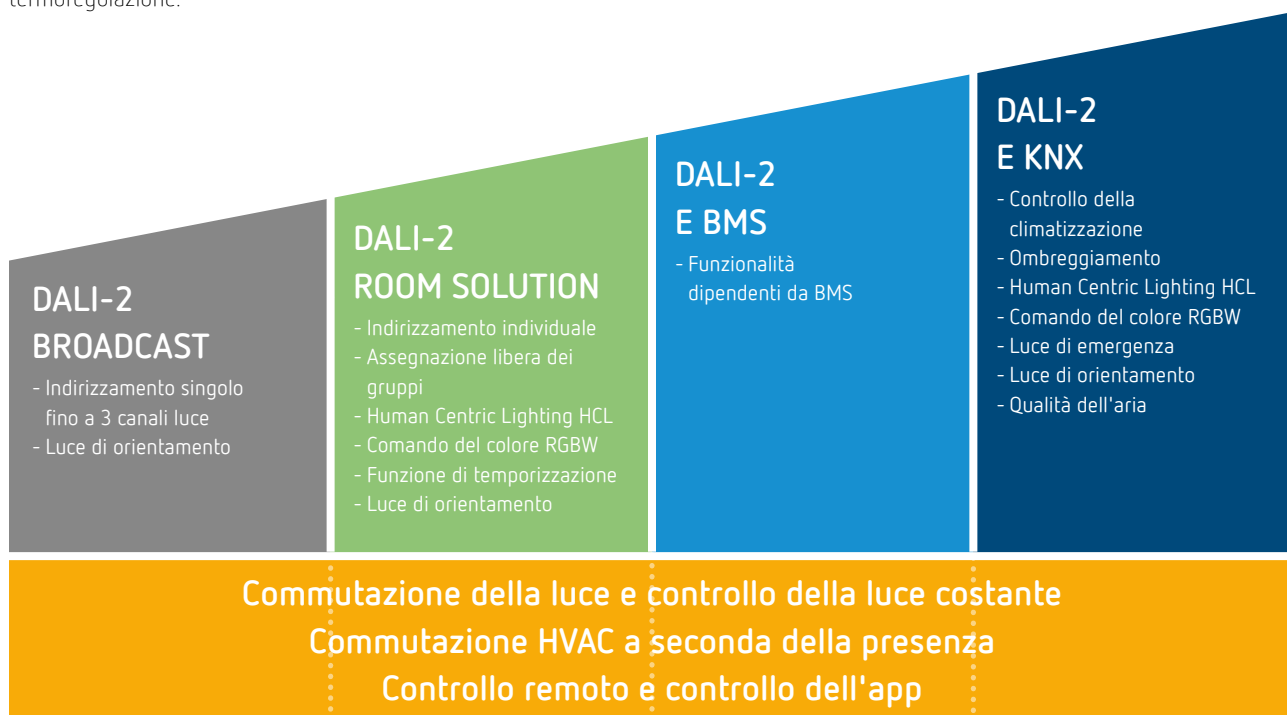 termoregolazione.
DALI-2
BROADCAST
- Indirizzamento singolo
fino a 3 canali luce
- Luce di orientamento
DALI-2
ROOM SOLUTION
- Indirizzamento individuale
- Assegnazione libera dei
gruppi
- Human Centric Lighting HCL
- Comando del colore RGBW
- Funzione di temporizzazione
- Luce di orientamento
DALI-2
E BMS
- Funzionalità
dipendenti da BMS
DALI-2
E KNX
- Controllo della
climatizzazione
- Ombreggiamento
- Human Centric Lighting HCL
- Comando del colore RGBW
- Luce di emergenza
- Luce di orientamento
- Qualità dell'aria
Commutazione della luce e controllo della luce costante
Commutazione HVAC a seconda della presenza
Controllo remoto e controllo dell'app